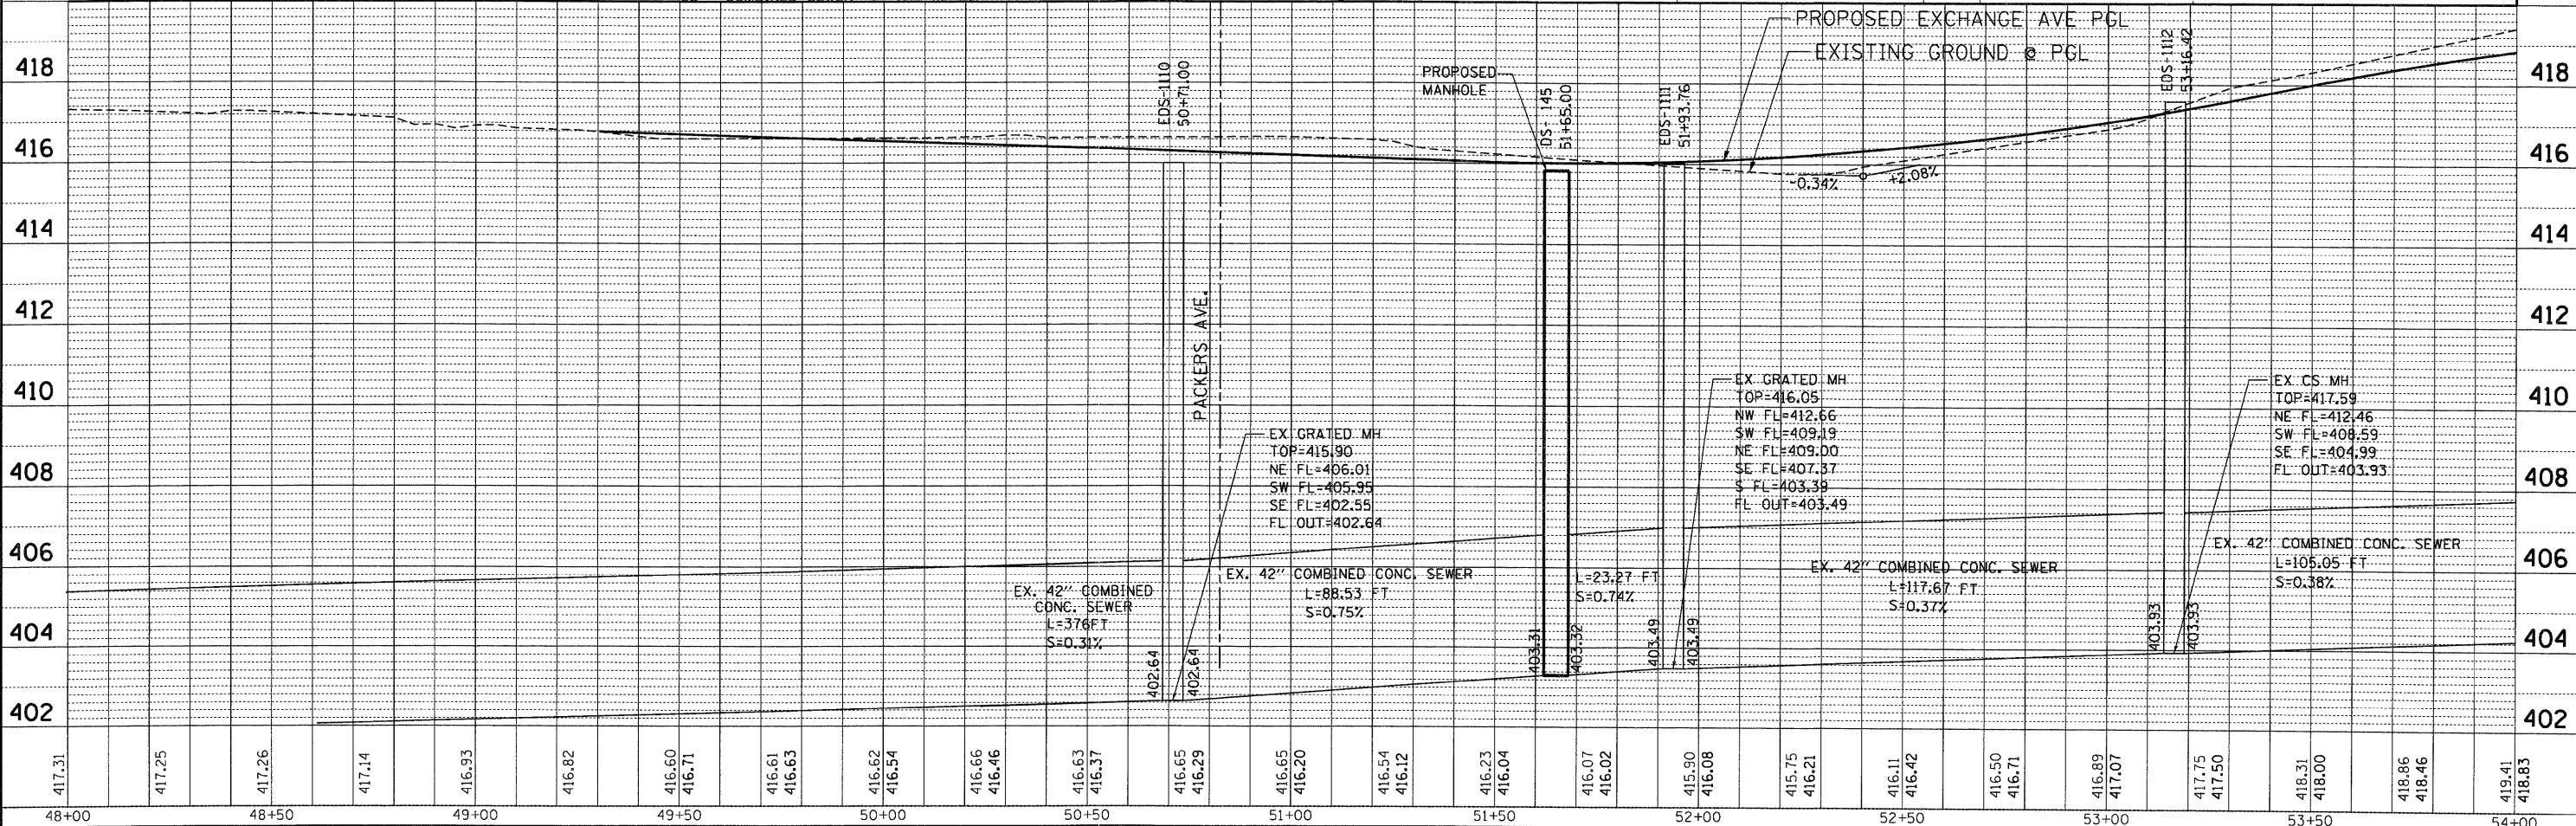 PROPOSED EXCHANGE AVE PGL
EXISTING GROUND @ PGL
PROPOSED
MANHOLE
EDS-1110
50+71.00
DS- 145
51+65.00
EDS-1111
51+93.76
EDS-1112
53+16.42
418
416
414
412
410
408
406
404
402
418
416
414
412
410
408
406
404
402
-0.34%
+2.08%
PACKERS AVE.
EX GRATED MH
TOP=415.90
NE FL=406.01
SW FL=405.95
SE FL=402.55
FL OUT=402.64
EX GRATED MH
TOP=416.05
NW FL=412.66
SW FL=409.19
NE FL=409.00
SE FL=407.37
S FL=403.39
FL OUT=403.49
EX CS MH
TOP=417.59
NE FL=412.46
SW FL=408.59
SE FL=404.99
FL OUT=403.93
EX. 42" COMBINED
CONC. SEWER
L=376FT
S=0.31%
EX. 42" COMBINED CONC. SEWER
L=88.53 FT
S=0.75%
L=23.27 FT
S=0.74%
EX. 42" COMBINED CONC. SEWER
L=117.67 FT
S=0.37%
EX. 42" COMBINED CONC. SEWER
L=105.05 FT
S=0.38%
402.64
402.64
403.31
403.32
403.49
403.49
403.93
403.93
417.31
417.25
417.26
417.14
416.93
416.82
416.60
416.71
416.61
416.63
416.62
416.54
416.66
416.46
416.63
416.37
416.65
416.29
416.65
416.20
416.54
416.12
416.23
416.04
416.07
416.02
415.90
416.08
415.75
416.21
416.11
416.42
416.50
416.71
416.89
417.07
417.75
417.50
418.31
418.00
418.86
418.46
419.41
418.83
48+00
48+50
49+00
49+50
50+00
50+50
51+00
51+50
52+00
52+50
53+00
53+50
54+00